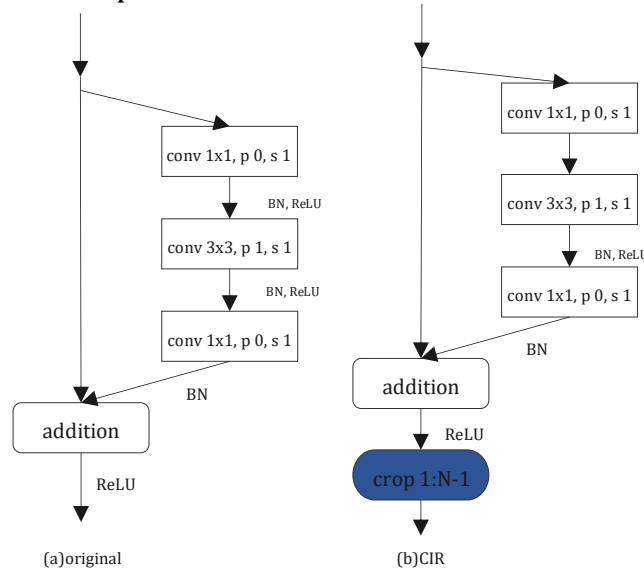 conv 1x1, p 0, s 1
BN, ReLU
conv 3x3, p 1, s 1
BN, ReLU
conv 1x1, p 0, s 1
BN
addition
ReLU
(a)original
conv 1x1, p 0, s 1
conv 3x3, p 1, s 1
BN, ReLU
conv 1x1, p 0, s 1
BN
addition
ReLU
crop 1:N-1
(b)CIR